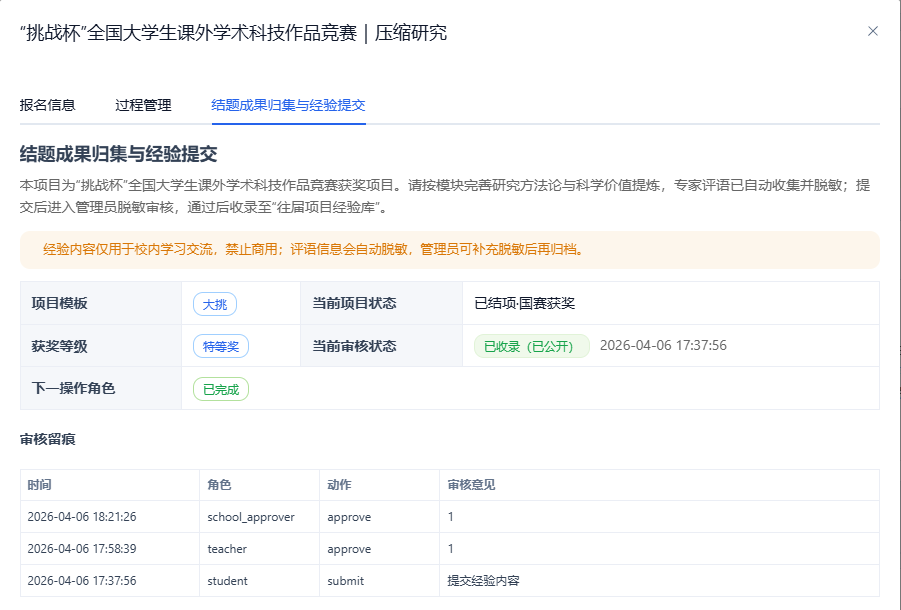 “挑战杯”全国大学生课外学术科技作品竞赛 | 压缩研究
报名信息 过程管理 结题成果归集与经验提交
结题成果归集与经验提交
本项目为“挑战杯”全国大学生课外学术科技作品竞赛获奖项目。请按模块完善研究方法论与科学价值提炼，专家评语已自动收集并脱敏；提
交后进入管理员脱敏审核，通过后收录至“往届项目经验库”。
经验内容仅用于校内学习交流，禁止商用；评语信息会自动脱敏，管理员可补充脱敏后再归档。
项目模板 大挑 当前项目状态 已结项·国赛获奖
获奖等级 特等奖 当前审核状态 已收录（已公开） 2026-04-06 17:37:56
下一操作角色 已完成
审核留痕
时间 角色 动作 审核意见
2026-04-06 18:21:26 school_approver approve 1
2026-04-06 17:58:39 teacher approve 1
2026-04-06 17:37:56 student submit 提交经验内容